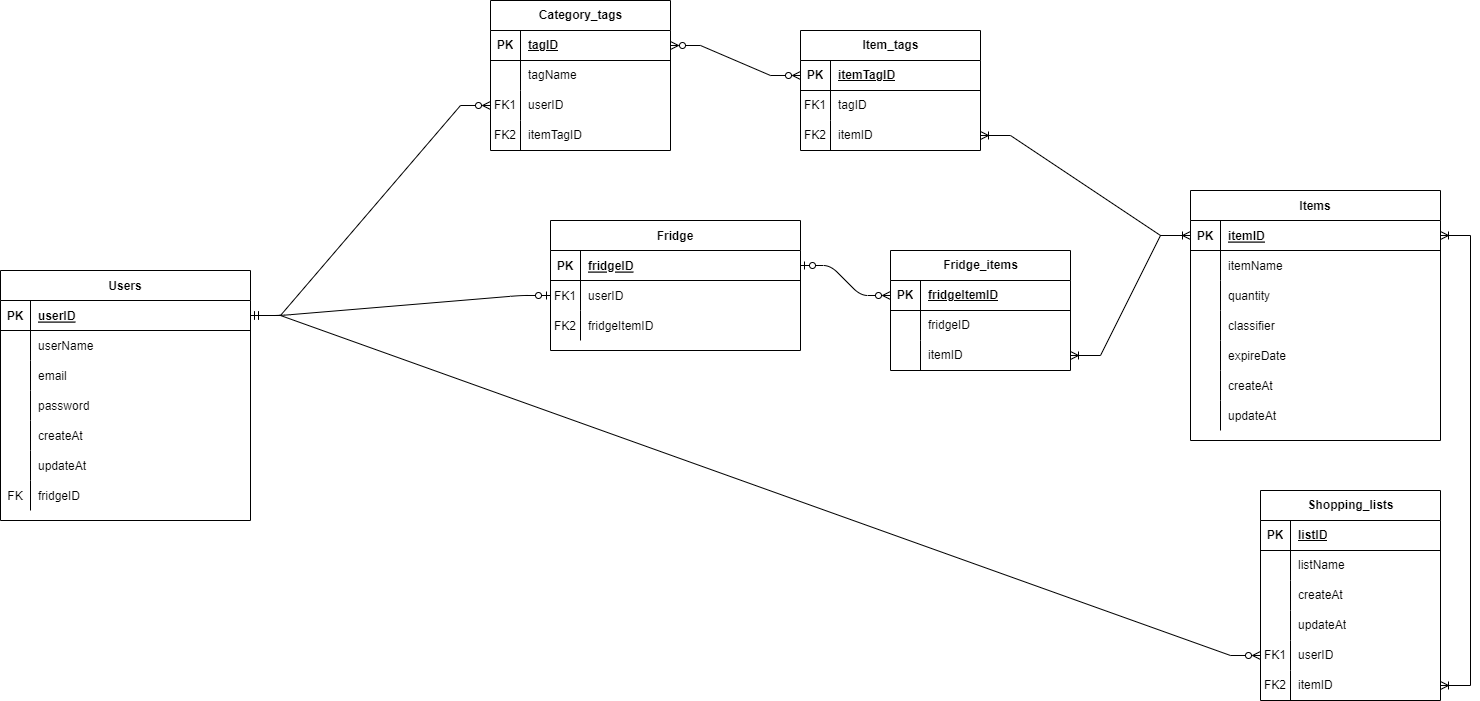 Category_tags
PK tagID
tagName
FK1 userID
FK2 itemTagID
Item_tags
PK itemTagID
FK1 tagID
FK2 itemID
Items
PK itemID
itemName
quantity
classifier
expireDate
createAt
updateAt
Fridge
PK fridgeID
FK1 userID
FK2 fridgeItemID
Fridge_items
PK fridgeItemID
fridgeID
itemID
Users
PK userID
userName
email
password
createAt
updateAt
FK fridgeID
Shopping_lists
PK listID
listName
createAt
updateAt
FK1 userID
FK2 itemID